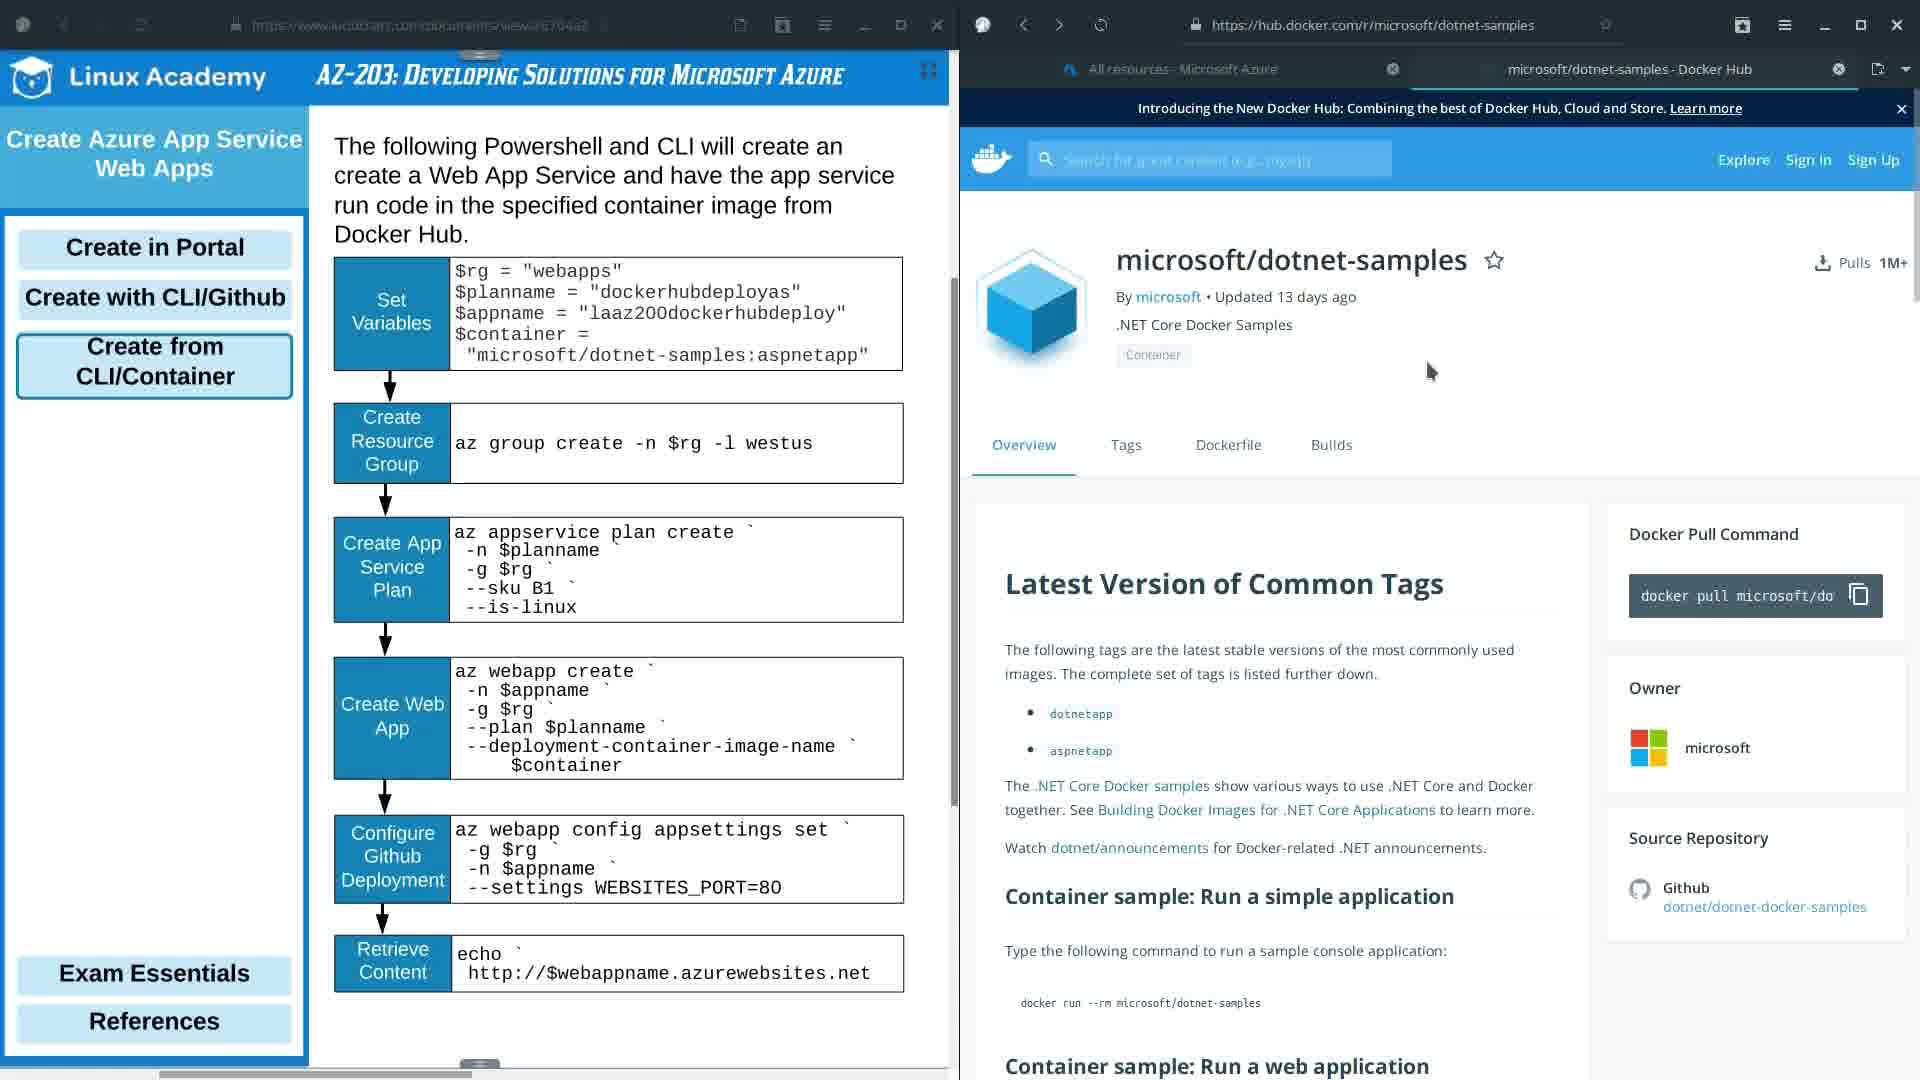 https://www.lucidchart.com/documents/view/
https://hub.docker.com/r/microsoft/dotnet-samples
Linux Academy
AZ-203: Developing Solutions for Microsoft Azure
All resources - Microsoft Azure
microsoft/dotnet-samples - Docker Hub
Introducing the New Docker Hub: Combining the best of Docker Hub, Cloud and Store. Learn more
Create Azure App Service
Web Apps
Create in Portal
Create with CLI/Github
Create from
CLI/Container
Exam Essentials
References
The following Powershell and CLI will create an
create a Web App Service and have the app service
run code in the specified container image from
Docker Hub.
Set
Variables
$rg = "webapps"
$planname = "dockerhubdeployas"
$appname = "laaz200dockerhubdeploy"
$container =
"microsoft/dotnet-samples:aspnetapp"
Create
Resource
Group
az group create -n $rg -l westus
Create App
Service
Plan
az appservice plan create `
-n $planname `
-g $rg `
--sku B1 `
--is-linux
Create Web
App
az webapp create `
-n $appname `
-g $rg `
--plan $planname `
--deployment-container-image-name `
$container
Configure
Github
Deployment
az webapp config appsettings set `
-g $rg `
-n $appname `
--settings WEBSITES_PORT=80
Retrieve
Content
echo `
http://$webappname.azurewebsites.net
Search for great content (e.g., mysql)
Explore
Sign In
Sign Up
microsoft/dotnet-samples
Pulls 1M+
By microsoft • Updated 13 days ago
.NET Core Docker Samples
Container
Overview
Tags
Dockerfile
Builds
Latest Version of Common Tags
The following tags are the latest stable versions of the most commonly used
images. The complete set of tags is listed further down.
• dotnetapp
• aspnetapp
The .NET Core Docker samples show various ways to use .NET Core and Docker
together. See Building Docker Images for .NET Core Applications to learn more.
Watch dotnet/announcements for Docker-related .NET announcements.
Container sample: Run a simple application
Type the following command to run a sample console application:
docker run --rm microsoft/dotnet-samples
Container sample: Run a web application
Docker Pull Command
docker pull microsoft/do
Owner
microsoft
Source Repository
Github
dotnet/dotnet-docker-samples